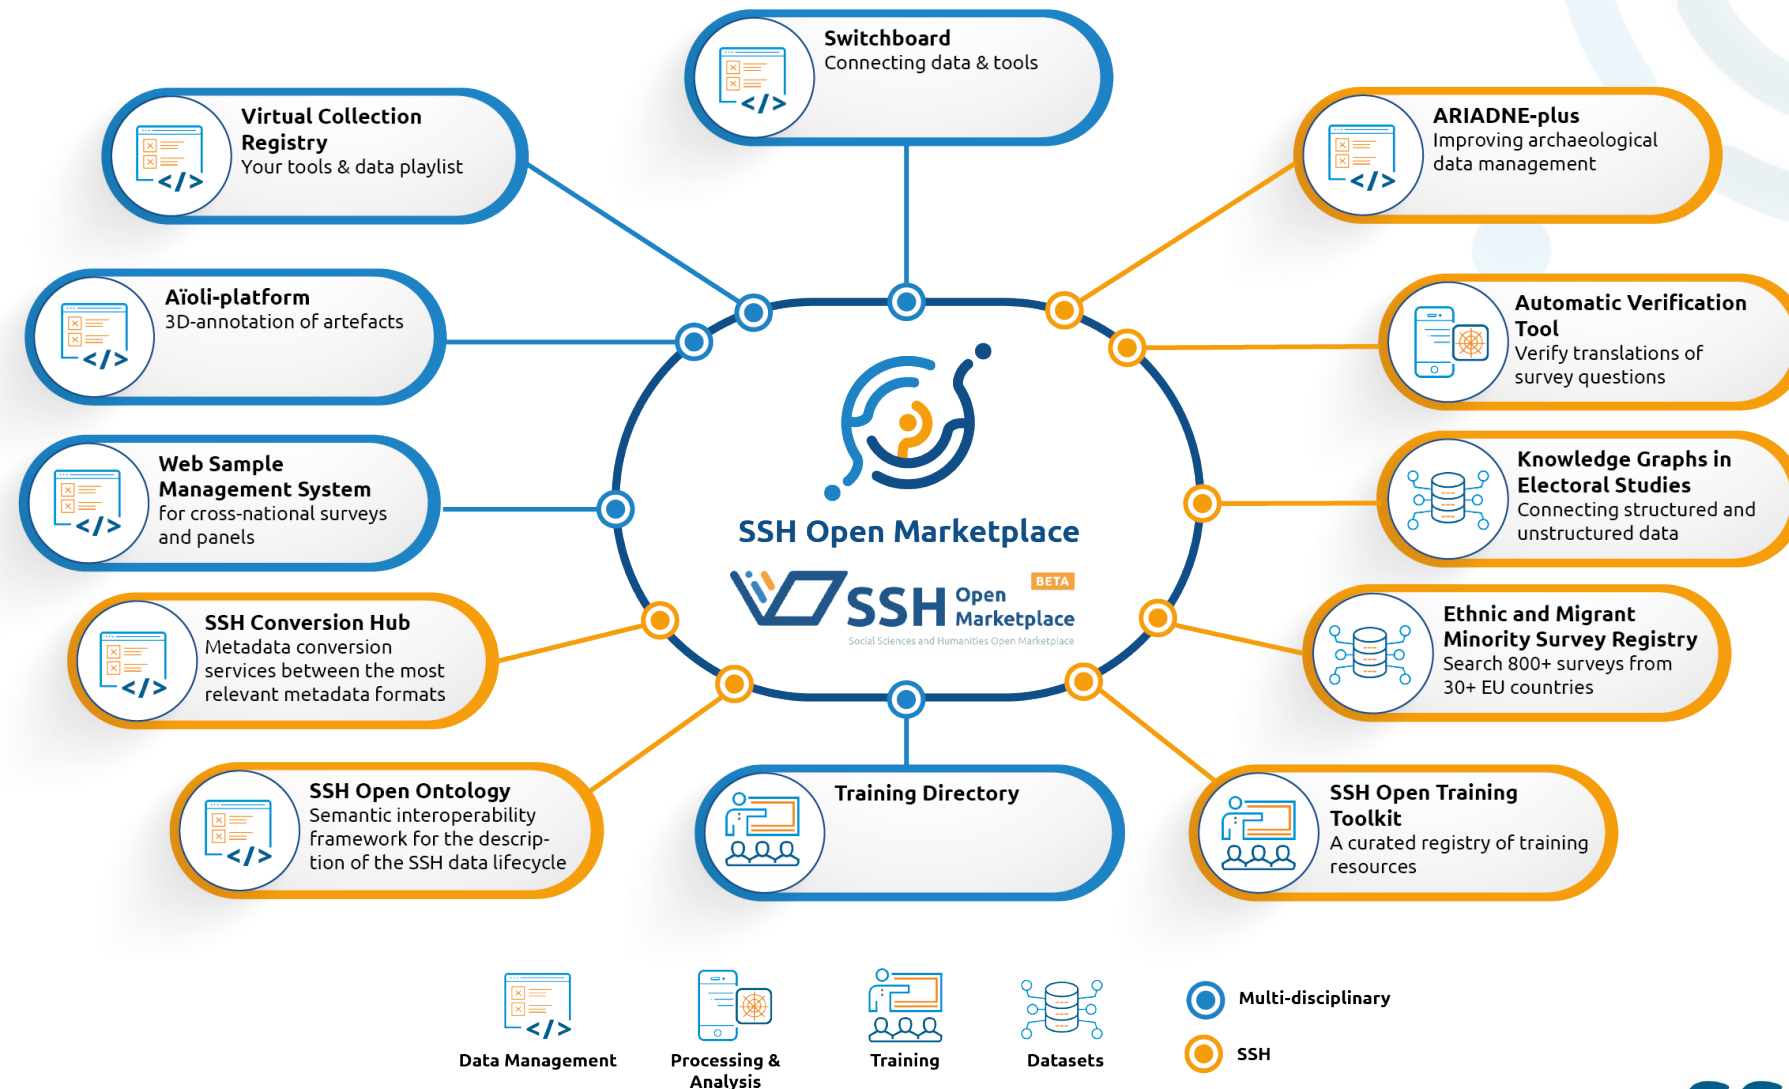 Switchboard
Connecting data & tools
Virtual Collection
Registry
Your tools & data playlist
ARIADNE-plus
Improving archaeological
data management
Aïoli-platform
3D-annotation of artefacts
Automatic Verification
Tool
Verify translations of
survey questions
Web Sample
Management System
for cross-national surveys
and panels
Knowledge Graphs in
Electoral Studies
Connecting structured and
unstructured data
SSH Open Marketplace
BETA
SSH Open
Marketplace
Social Sciences and Humanities Open Marketplace
SSH Conversion Hub
Metadata conversion
services between the most
relevant metadata formats
Ethnic and Migrant
Minority Survey Registry
Search 800+ surveys from
30+ EU countries
SSH Open Ontology
Semantic interoperability
framework for the descrip-
tion of the SSH data lifecycle
Training Directory
SSH Open Training
Toolkit
A curated registry of training
resources
Data Management
Processing &
Analysis
Training
Datasets
Multi-disciplinary
SSH